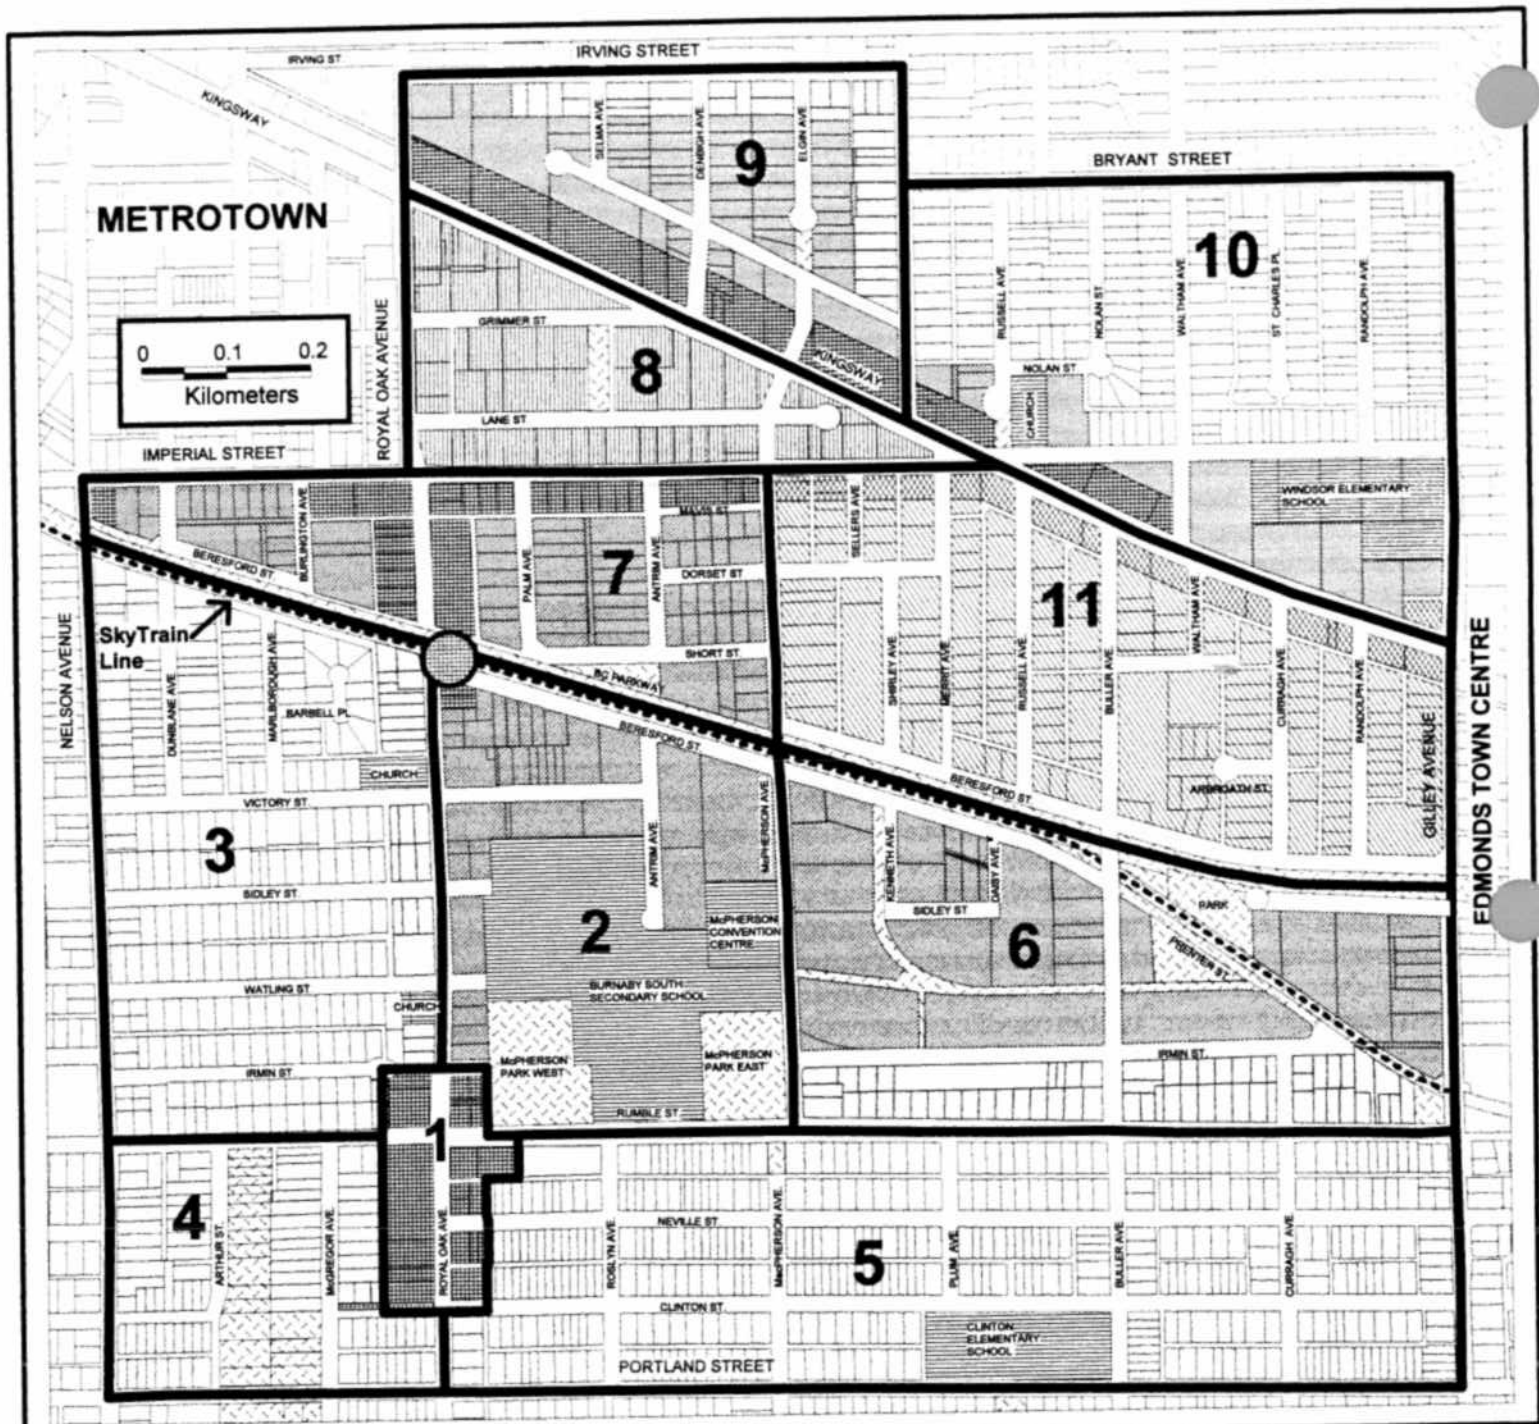 IRVING STREET
IRVING ST.
KINGSWAY
SELMA AVE
DENBIGH AVE
ELGIN AVE
9
BRYANT STREET
METROTOWN
10
RUSSELL AVE
NOLAN ST
WALTHAM AVE
ST. CHARLES PL
RANDOLPH AVE
ROYAL OAK AVENUE
GRIMMER ST
0 0.1 0.2
Kilometers
8
KINGSWAY
NOLAN ST
CHURCH
LANE ST
IMPERIAL STREET
WINDSOR ELEMENTARY
SCHOOL
BURLINGTON AVE
SELLERS AVE
MAVIS ST
BERESFORD ST.
PALM AVE
7
ANTRIM AVE
DORSET ST
11
WALTHAM AVE
SkyTrain
Line
NELSON AVENUE
DUNBLANE AVE
MARLBOROUGH AVE
BARBELL PL
SHORT ST
BC PARKWAY
SHIRLEY AVE
MERRIT AVE
RUSSELL AVE
BULLER AVE
CURRAGH AVE
RANDOLPH AVE
GILLEY AVENUE
EDMONDS TOWN CENTRE
BERESFORD ST.
CHURCH
BERESFORD ST.
ARBROATH ST.
VICTORY ST.
3
ANTRIM AVE
McPHERSON AVE
KENNETH AVE
DAISY AVE
SIDLEY ST.
SIDLEY ST
PARK
2
McPHERSON
CONVENTION
CENTRE
6
PRENTER ST.
WATLING ST
CHURCH
BURNABY SOUTH
SECONDARY SCHOOL
IRMIN ST.
McPHERSON
PARK WEST
McPHERSON
PARK EAST
IRMIN ST.
RUMBLE ST.
1
4
ARTHUR ST.
McGREGOR AVE.
ROYAL OAK AVE.
ROSLYN AVE.
NEVILLE ST.
MacPHERSON AVE.
5
PLUM AVE.
BULLER AVE
CURRAGH AVE.
CLINTON ST.
CLINTON
ELEMENTARY
SCHOOL
PORTLAND STREET